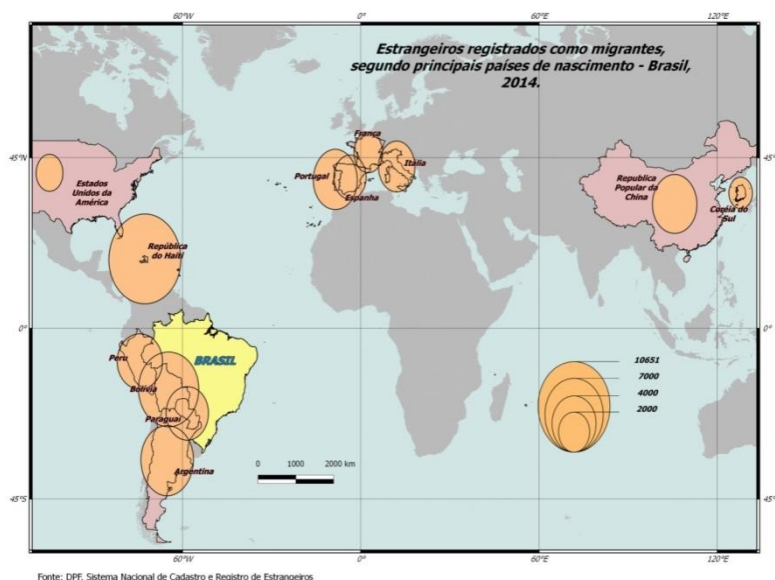 60°W
0°
60°E
120°E
Estrangeiros registrados como migrantes,
segundo principais países de nascimento - Brasil,
2014.
45°N
45°N
França
Portugal
Itália
Espanha
Estados
Unidos da
América
Republica
Popular da
China
Coréia do
Sul
República
do Haiti
0°
0°
Peru
BRASIL
Bolívia
Paraguai
Argentina
10651
7000
4000
2000
0 1000 2000 km
45°S
45°S
60°W
0°
60°E
120°E
Fonte: DPF, Sistema Nacional de Cadastro e Registro de Estrangeiros